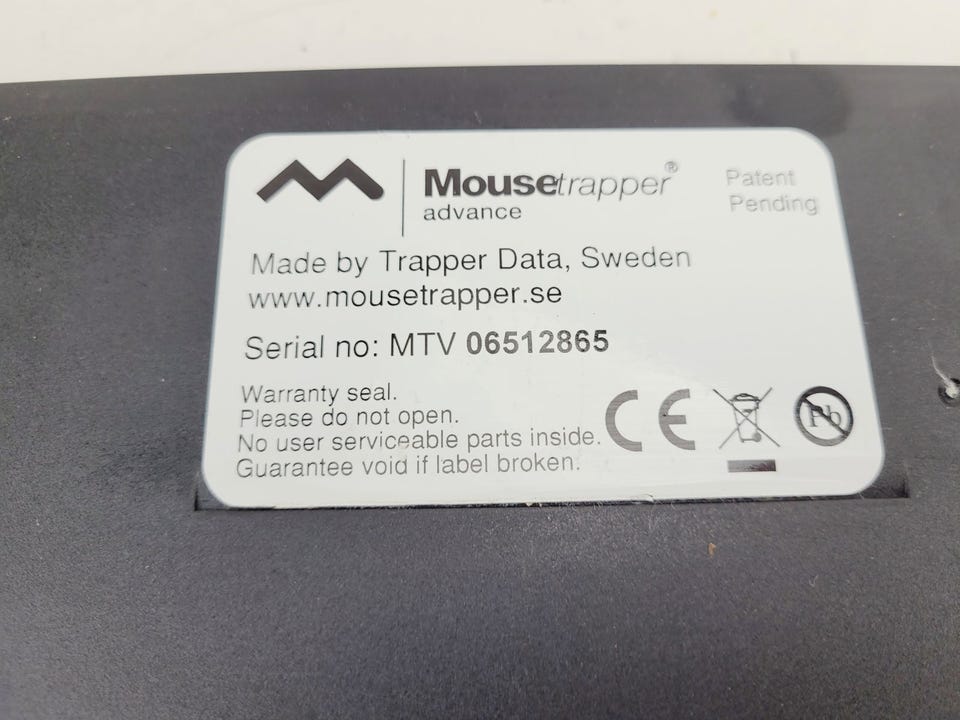 Mousetrapper®
advance
Patent
Pending
Made by Trapper Data, Sweden
www.mousetrapper.se
Serial no: MTV 06512865
Warranty seal.
Please do not open.
No user serviceable parts inside.
Guarantee void if label broken.
CE
Pb